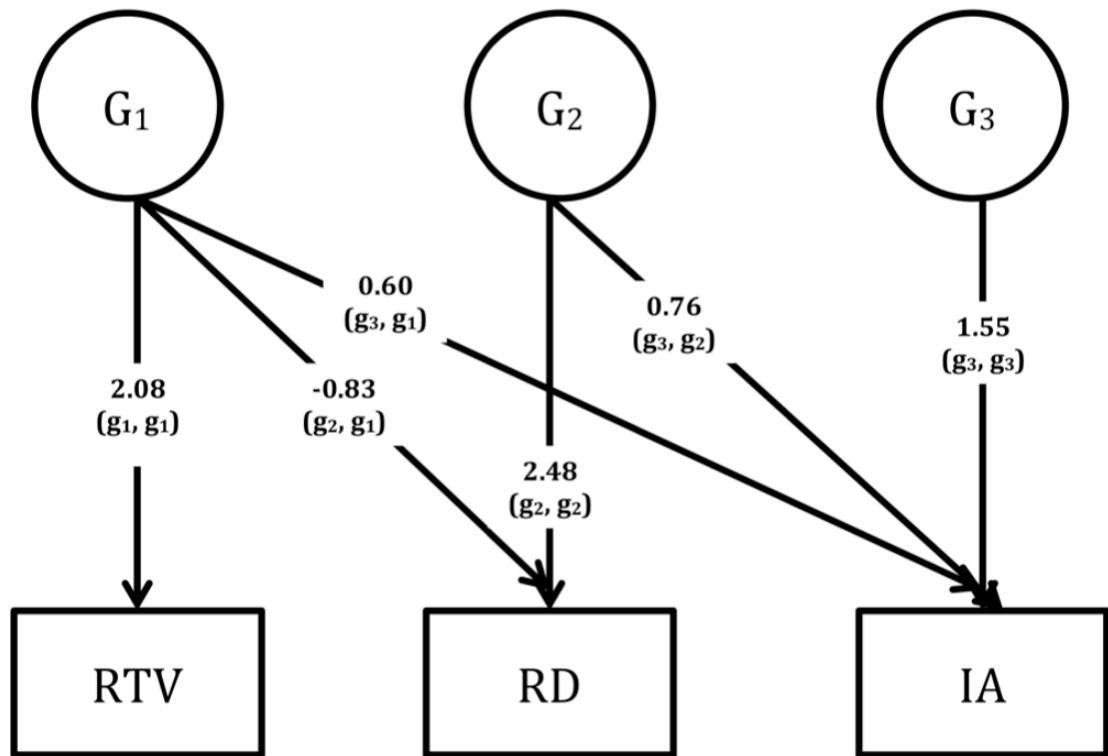 G₁
G₂
G₃
0.60
(g₃, g₁)
0.76
(g₃, g₂)
1.55
(g₃, g₃)
2.08
(g₁, g₁)
-0.83
(g₂, g₁)
2.48
(g₂, g₂)
RTV
RD
IA